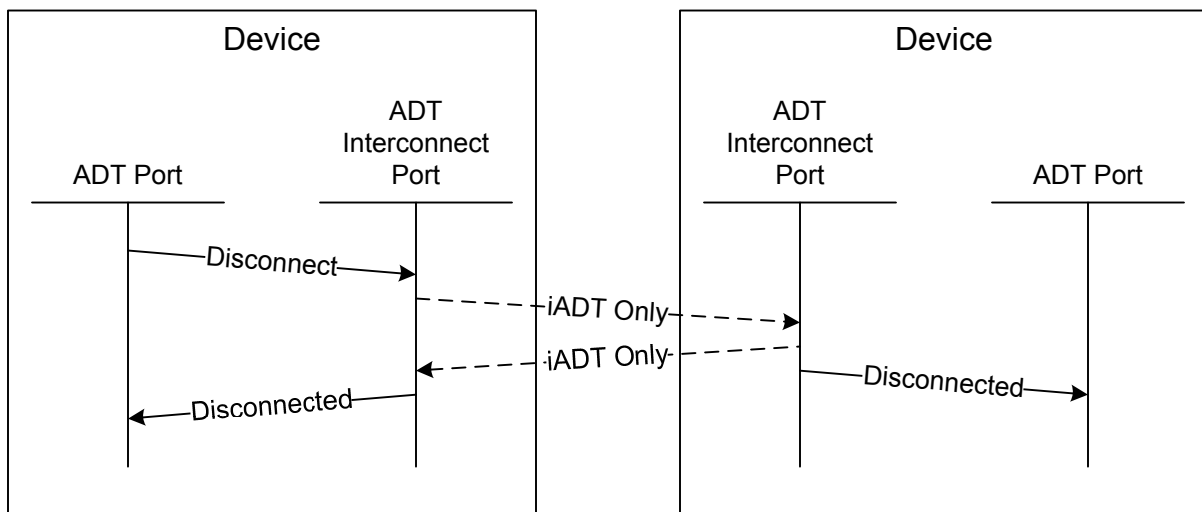 Device
Device
ADT
Interconnect
Port
ADT Port
ADT
Interconnect
Port
ADT Port
Disconnect
iADT Only
iADT Only
Disconnected
Disconnected